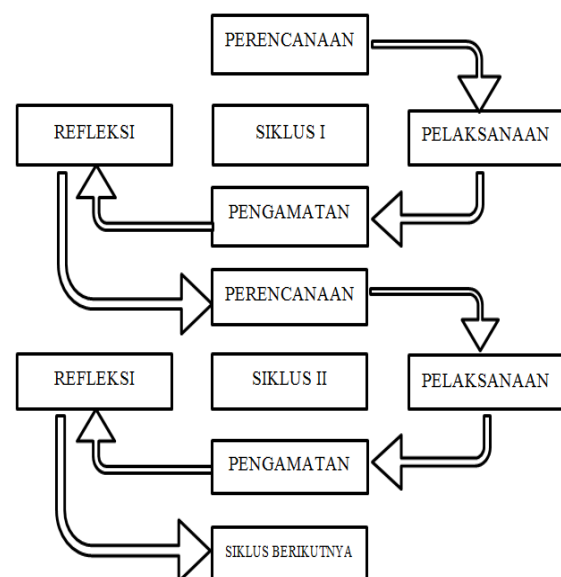 PERENCANAAN
REFLEKSI
SIKLUS I
PELAKSANAAN
PENGAMATAN
PERENCANAAN
REFLEKSI
SIKLUS II
PELAKSANAAN
PENGAMATAN
SIKLUS BERIKUTNYA